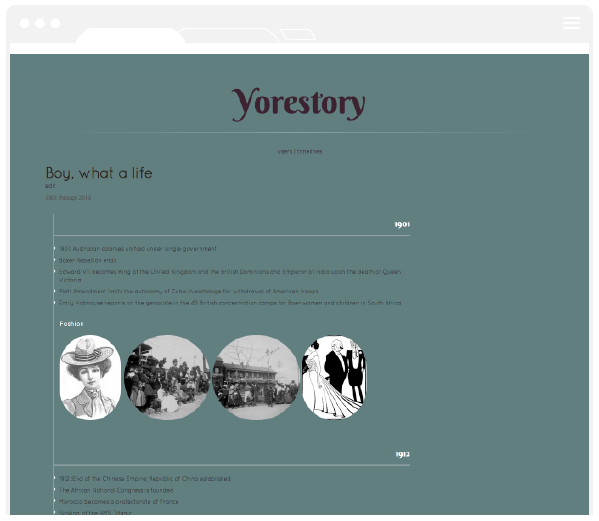 Yorestory
users | timelines
Boy, what a life
edit
1901 through 2013
1901
1901: Australian colonies unified under single government
Boxer Rebellion ends
Edward VII becomes King of the United Kingdom and the British Dominions and Emperor of India upon the death of Queen
Victoria
Platt Amendment limits the autonomy of Cuba in exchange for withdrawal of American troops
Emily Hobhouse reports on the genocide in the 45 British concentration camps for Boer women and children in South Africa
Fashion
1912
1912: End of the Chinese Empire Republic of China established
The African National Congress is founded
Morocco becomes a protectorate of France
Sinking of the RMS Titanic